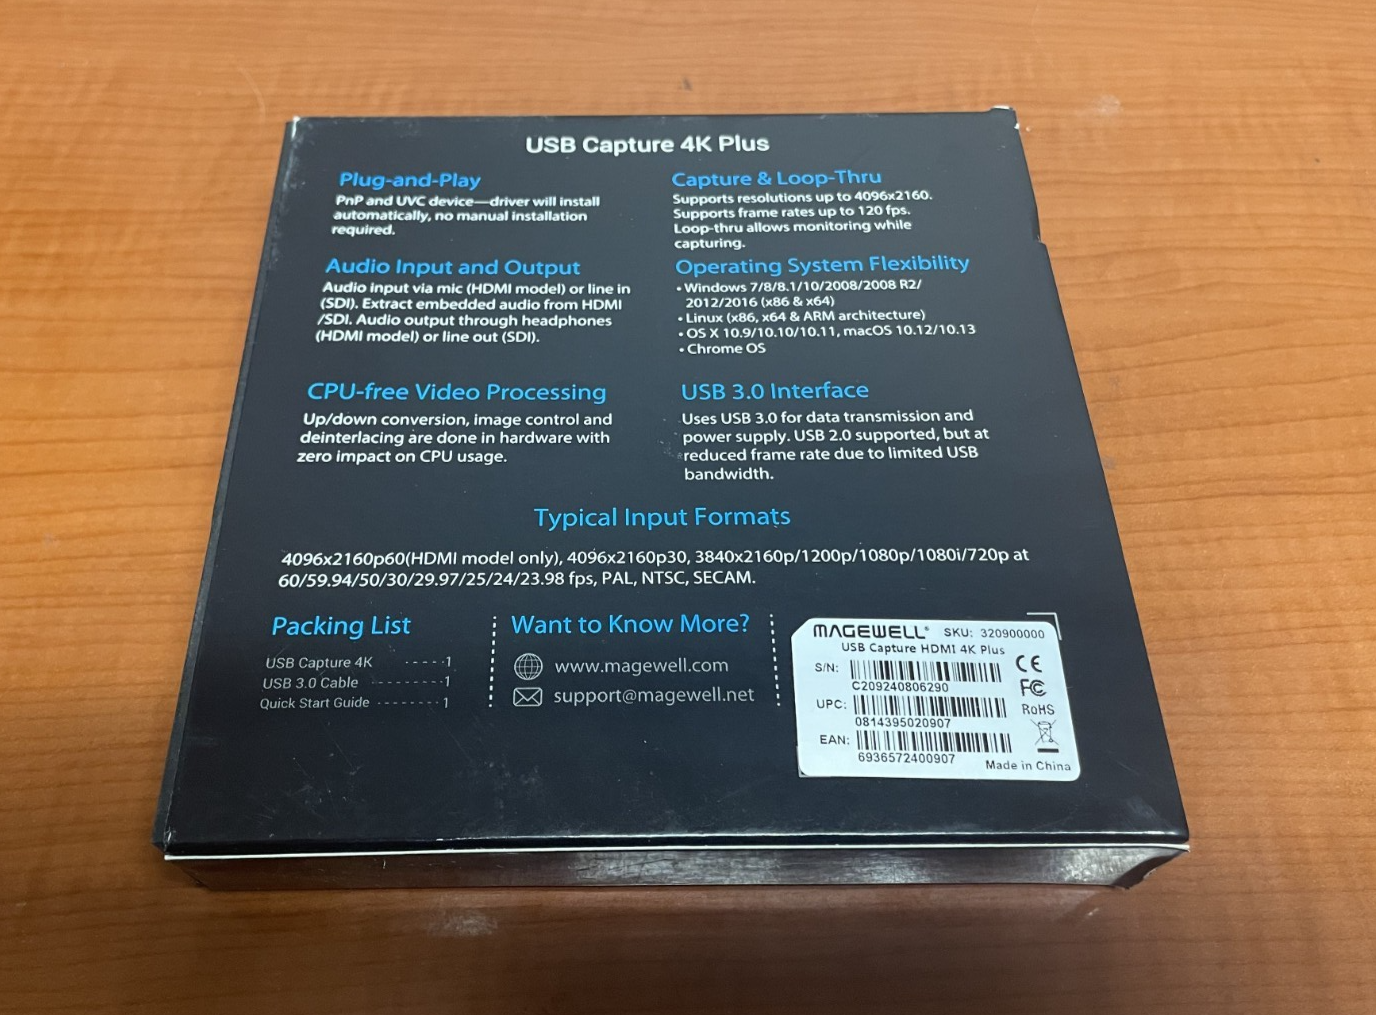 USB Capture 4K Plus
Plug-and-Play
PnP and UVC device—driver will install
automatically, no manual installation
required.
Capture & Loop-Thru
Supports resolutions up to 4096x2160.
Supports frame rates up to 120 fps.
Loop-thru allows monitoring while
capturing.
Audio Input and Output
Audio input via mic (HDMI model) or line in
(SDI). Extract embedded audio from HDMI
/SDI. Audio output through headphones
(HDMI model) or line out (SDI).
Operating System Flexibility
• Windows 7/8/8.1/10/2008/2008 R2/
2012/2016 (x86 & x64)
• Linux (x86, x64 & ARM architecture)
• OS X 10.9/10.10/10.11, macOS 10.12/10.13
• Chrome OS
CPU-free Video Processing
Up/down conversion, image control and
deinterlacing are done in hardware with
zero impact on CPU usage.
USB 3.0 Interface
Uses USB 3.0 for data transmission and
power supply. USB 2.0 supported, but at
reduced frame rate due to limited USB
bandwidth.
Typical Input Formats
4096x2160p60(HDMI model only), 4096x2160p30, 3840x2160p/1200p/1080p/1080i/720p at
60/59.94/50/30/29.97/25/24/23.98 fps, PAL, NTSC, SECAM.
Packing List
USB Capture 4K -----1
USB 3.0 Cable ---------1
Quick Start Guide --------1
Want to Know More?
www.magewell.com
support@magewell.net
MAGEWELL® SKU: 320900000
USB Capture HDMI 4K Plus
S/N:
C209240806290
UPC:
0814395020907
EAN:
6936572400907
CE
FC
RoHS
Made in China